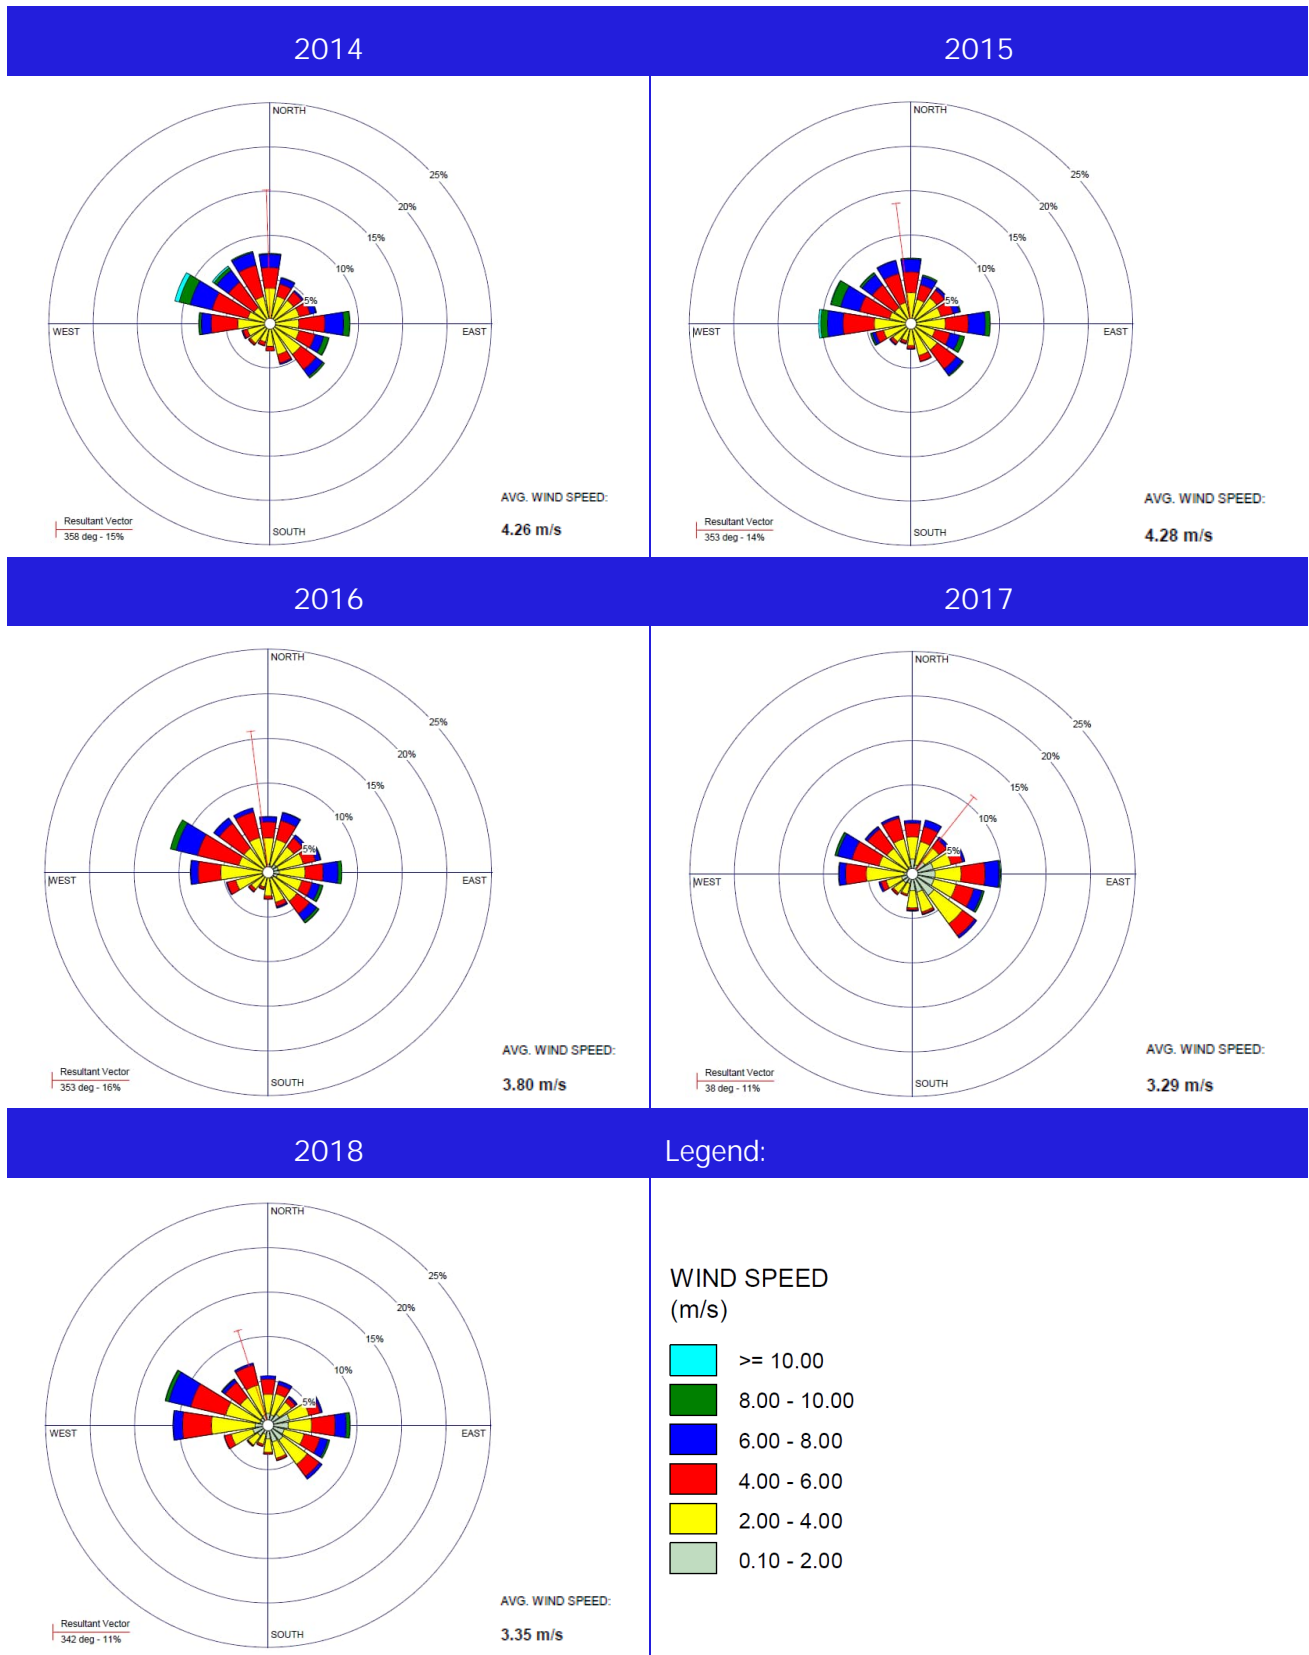 2014
2015
NORTH
25%
20%
15%
10%
5%
WEST
EAST
SOUTH
Resultant Vector
358 deg - 15%
AVG. WIND SPEED:
4.26 m/s
NORTH
25%
20%
15%
10%
5%
WEST
EAST
SOUTH
Resultant Vector
353 deg - 14%
AVG. WIND SPEED:
4.28 m/s
2016
2017
NORTH
25%
20%
15%
10%
5%
WEST
EAST
SOUTH
Resultant Vector
353 deg - 16%
AVG. WIND SPEED:
3.80 m/s
NORTH
25%
20%
15%
10%
5%
WEST
EAST
SOUTH
Resultant Vector
38 deg - 11%
AVG. WIND SPEED:
3.29 m/s
2018
Legend:
NORTH
25%
20%
15%
10%
5%
WEST
EAST
SOUTH
Resultant Vector
342 deg - 11%
AVG. WIND SPEED:
3.35 m/s
WIND SPEED
(m/s)
>= 10.00
8.00 - 10.00
6.00 - 8.00
4.00 - 6.00
2.00 - 4.00
0.10 - 2.00